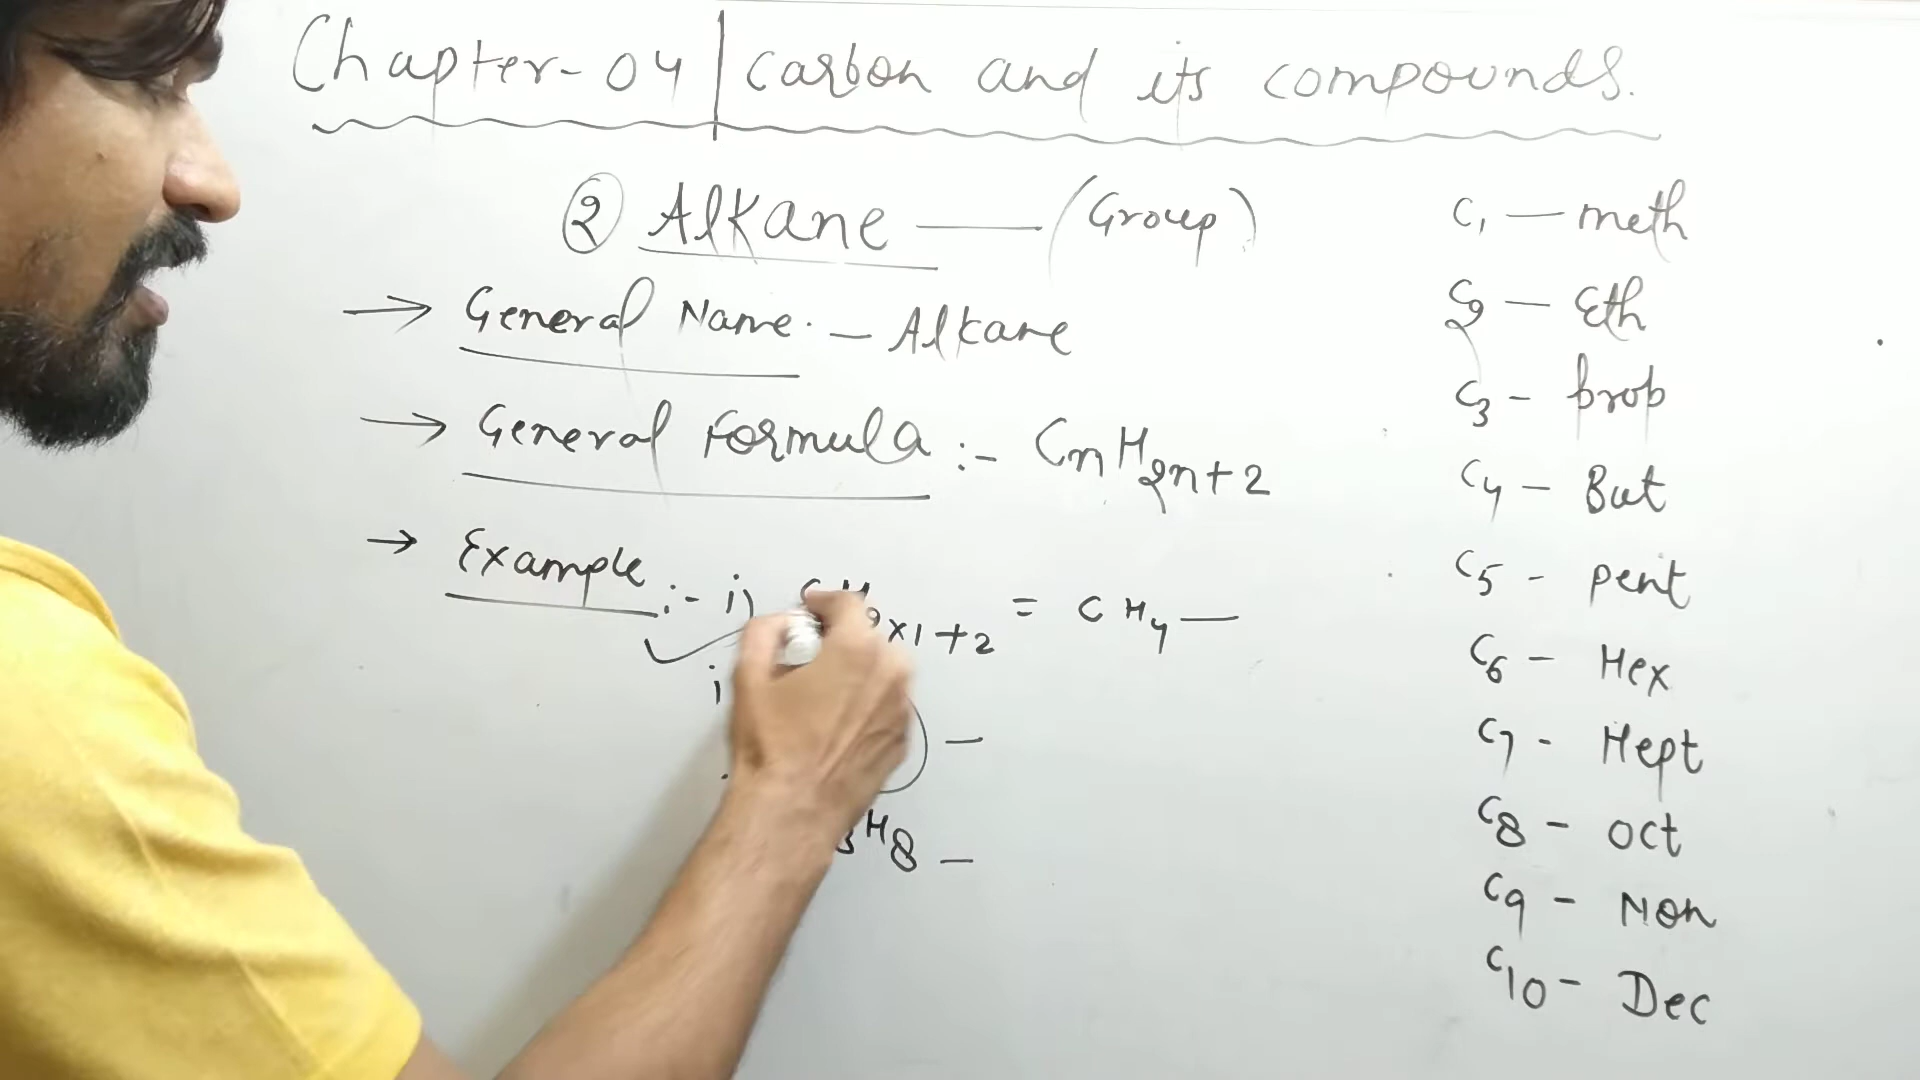 Chapter-04 | Carbon and its compounds.
② Alkane — (Group)
→ General Name. - Alkane
→ General Formula :- CnH2n+2
→ Example :- i) CH2x1+2 = CH4 —
i
3H8 —
C1 — meth
C2 — Eth
C3 - prop
C4 - But
C5 - pent
C6 - Hex
C7 - Hept
C8 - oct
C9 - Non
C10 - Dec